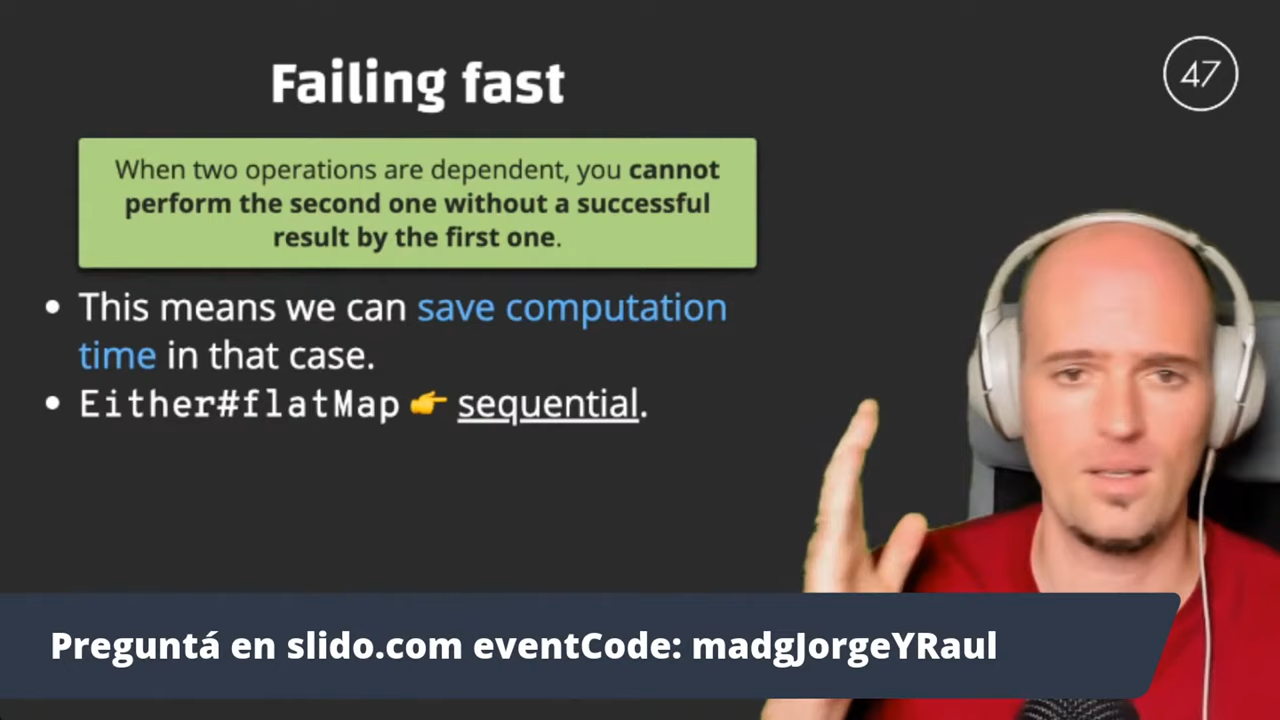 Failing fast
47
When two operations are dependent, you cannot
perform the second one without a successful
result by the first one.
• This means we can save computation
time in that case.
• Either#flatMap 👉 sequential.
Preguntá en slido.com eventCode: madgJorgeYRaul